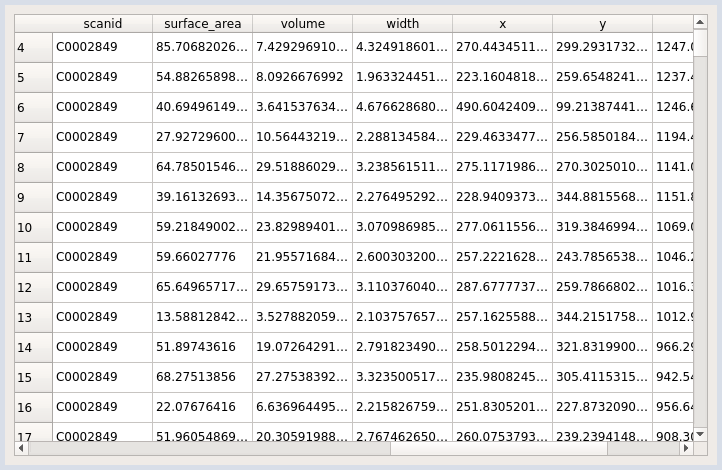 scanid surface_area volume width x y
4 C0002849 85.70682026... 7.429296910... 4.324918601... 270.4434511... 299.2931732... 1247.0
5 C0002849 54.88265898... 8.0926676992 1.963324451... 223.1604818... 259.6548241... 1237.4
6 C0002849 40.69496149... 3.641537634... 4.676628680... 490.6042409... 99.21387441... 1246.6
7 C0002849 27.92729600... 10.56443219... 2.288134584... 229.4633477... 256.5850184... 1194.4
8 C0002849 64.78501546... 29.51886029... 3.238561511... 275.1171986... 270.3025010... 1141.0
9 C0002849 39.16132693... 14.35675072... 2.276495292... 228.9409373... 344.8815568... 1151.8
10 C0002849 59.21849002... 23.82989401... 3.070986985... 277.0611556... 319.3846994... 1069.0
11 C0002849 59.66027776 21.95571684... 2.600303200... 257.2221628... 243.7856538... 1046.2
12 C0002849 65.64965717... 29.65759173... 3.110376040... 287.6777737... 259.7866802... 1016.3
13 C0002849 13.58812842... 3.527882059... 2.103757657... 257.1625588... 344.2151758... 1012.9
14 C0002849 51.89743616 19.07264291... 2.791823490... 258.5012294... 321.8319900... 966.29
15 C0002849 68.27513856 27.27538392... 3.323500517... 235.9808245... 305.4115315... 942.54
16 C0002849 22.07676416 6.636964495... 2.215826759... 251.8305201... 227.8732090... 956.64
17 C0002849 51.96054869... 20.30591988... 2.767462650... 260.0753793... 239.2394148... 908.30